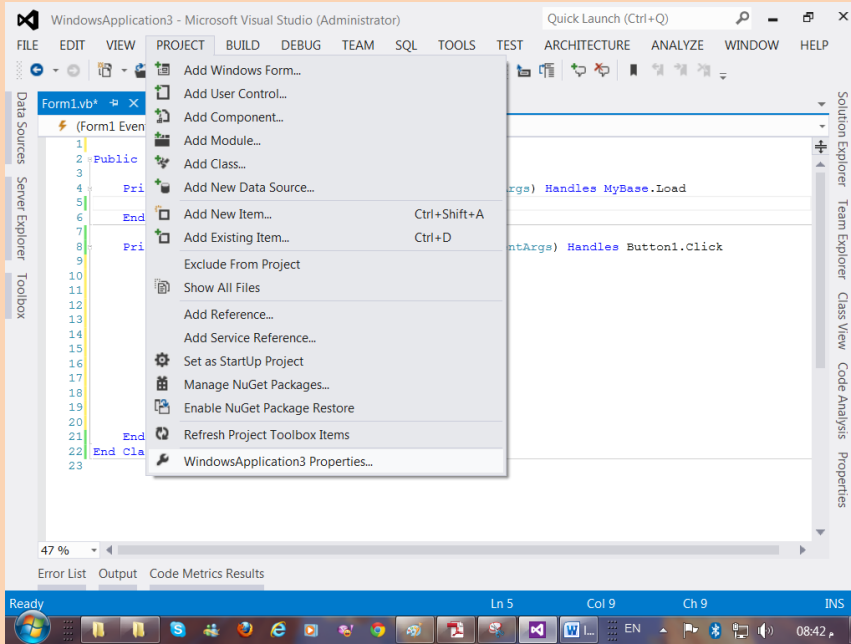 WindowsApplication3 - Microsoft Visual Studio (Administrator)
Quick Launch (Ctrl+Q)
FILE EDIT VIEW PROJECT BUILD DEBUG TEAM SQL TOOLS TEST ARCHITECTURE ANALYZE WINDOW HELP
Data Sources
Server Explorer
Toolbox
Form1.vb*
(Form1 Even
Add Windows Form...
Add User Control...
Add Component...
Add Module...
Add Class...
Add New Data Source...
Add New Item... Ctrl+Shift+A
Add Existing Item... Ctrl+D
Exclude From Project
Show All Files
Add Reference...
Add Service Reference...
Set as StartUp Project
Manage NuGet Packages...
Enable NuGet Package Restore
Refresh Project Toolbox Items
WindowsApplication3 Properties...
1
2 Public
3
4 Pri rgs) Handles MyBase.Load
5
6 End
7
8 Pri ntArgs) Handles Button1.Click
9
10
11
12
13
14
15
16
17
18
19
20
21 End
22 End Cla
23
Solution Explorer
Team Explorer
Class View
Code Analysis
Properties
47 %
Error List Output Code Metrics Results
Ready Ln 5 Col 9 Ch 9 INS
W L... EN 08:42 م